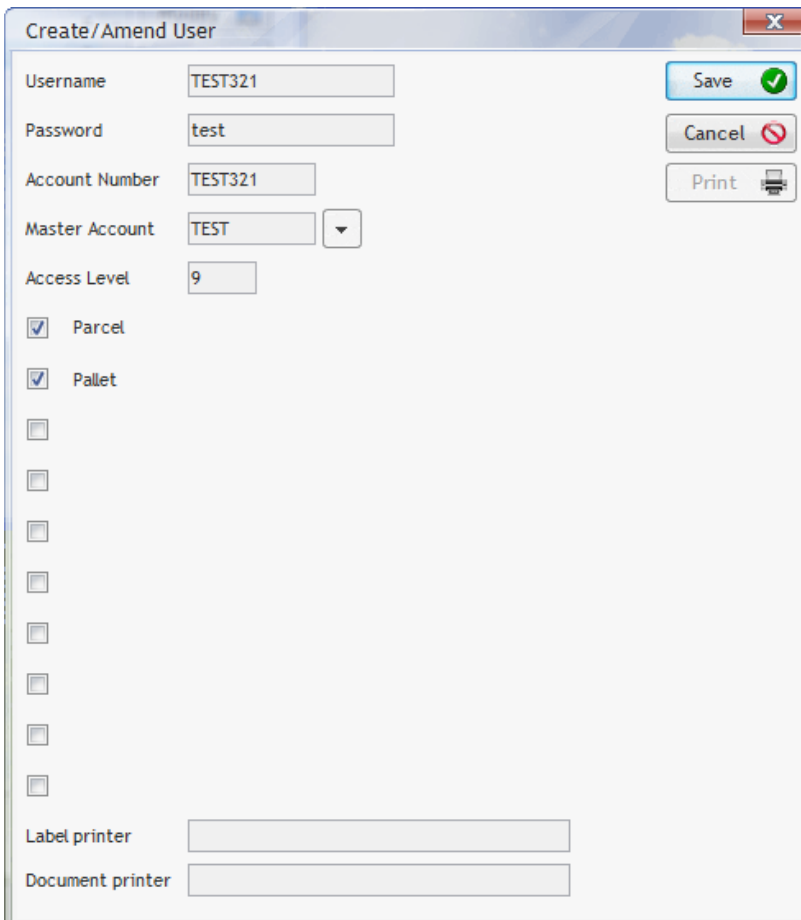 Create/Amend User
Username TEST321 Save
Password test Cancel
Account Number TEST321 Print
Master Account TEST
Access Level 9
Parcel
Pallet
Label printer
Document printer